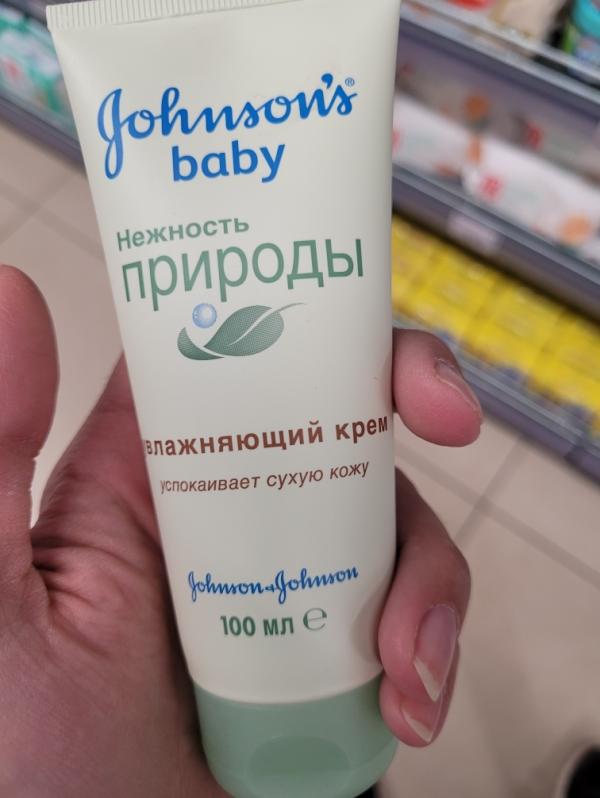 Johnson's®
baby
Нежность
природы
влажняющий крем
успокаивает сухую кожу
Johnson & Johnson
100 мл ℮